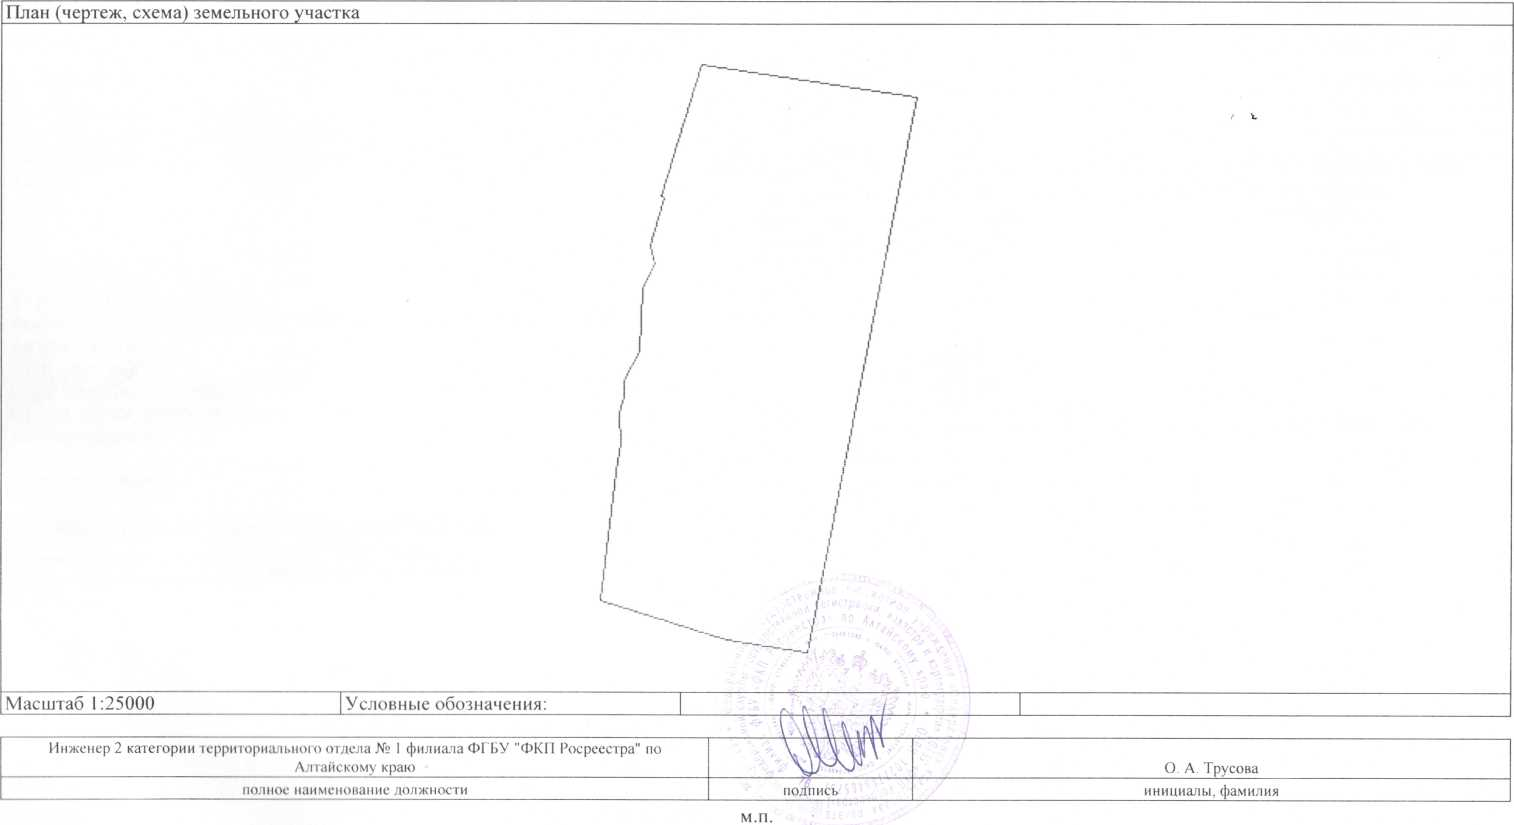 План (чертеж, схема) земельного участка
Масштаб 1:25000
Условные обозначения:
Инженер 2 категории территориального отдела № 1 филиала ФГБУ "ФКП Росреестра" по
Алтайскому краю
О. А. Трусова
полное наименование должности
подпись
инициалы, фамилия
м.п.